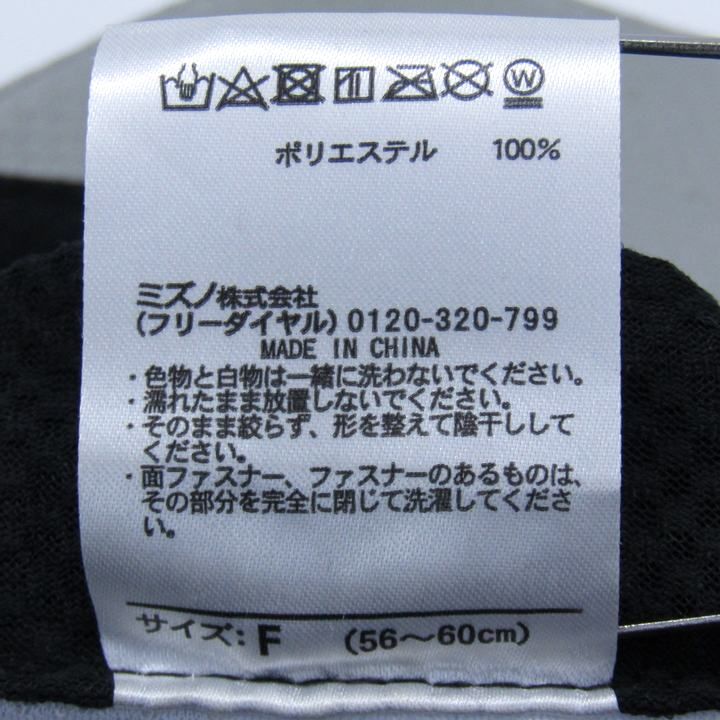 W
ポリエステル 100%
ミズノ株式会社
(フリーダイヤル) 0120-320-799
MADE IN CHINA
・色物と白物は一緒に洗わないでください。
・濡れたまま放置しないでください。
・そのまま絞らず、形を整えて陰干しして
ください。
・面ファスナー、ファスナーのあるものは、
その部分を完全に閉じて洗濯してくださ
い。
サイズ: F (56～60cm)